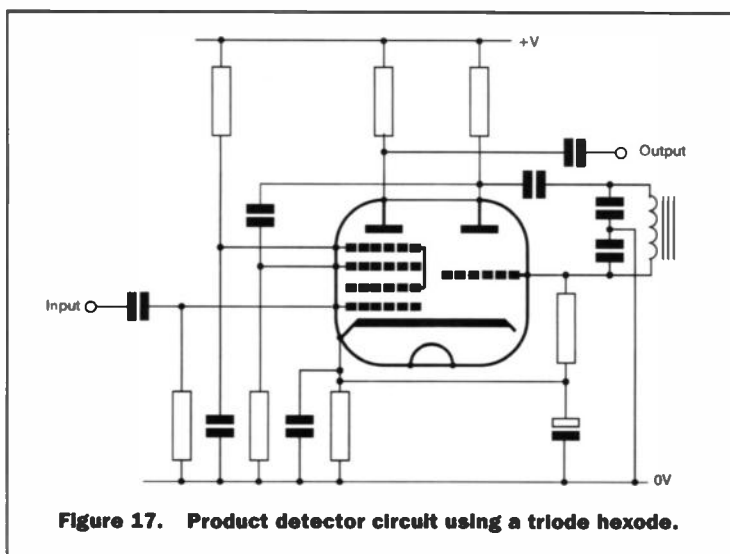 +V
Output
Input
0V
Figure 17. Product detector circuit using a triode hexode.